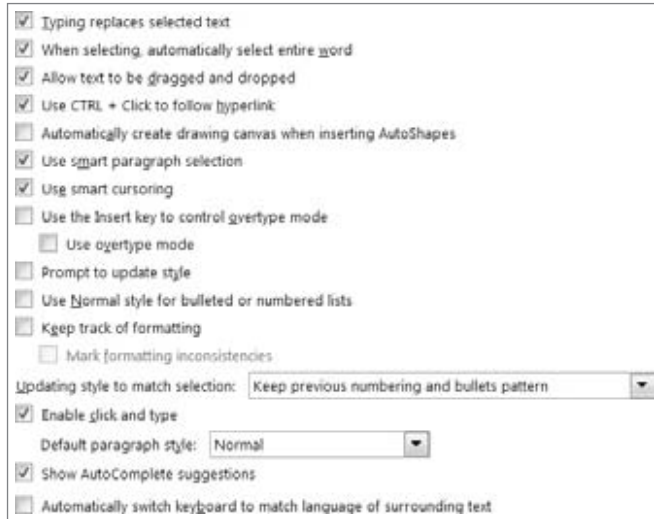 Typing replaces selected text
When selecting, automatically select entire word
Allow text to be dragged and dropped
Use CTRL + Click to follow hyperlink
Automatically create drawing canvas when inserting AutoShapes
Use smart paragraph selection
Use smart cursoring
Use the Insert key to control overtype mode
Use overtype mode
Prompt to update style
Use Normal style for bulleted or numbered lists
Keep track of formatting
Mark formatting inconsistencies
Updating style to match selection: Keep previous numbering and bullets pattern
Enable click and type
Default paragraph style: Normal
Show AutoComplete suggestions
Automatically switch keyboard to match language of surrounding text